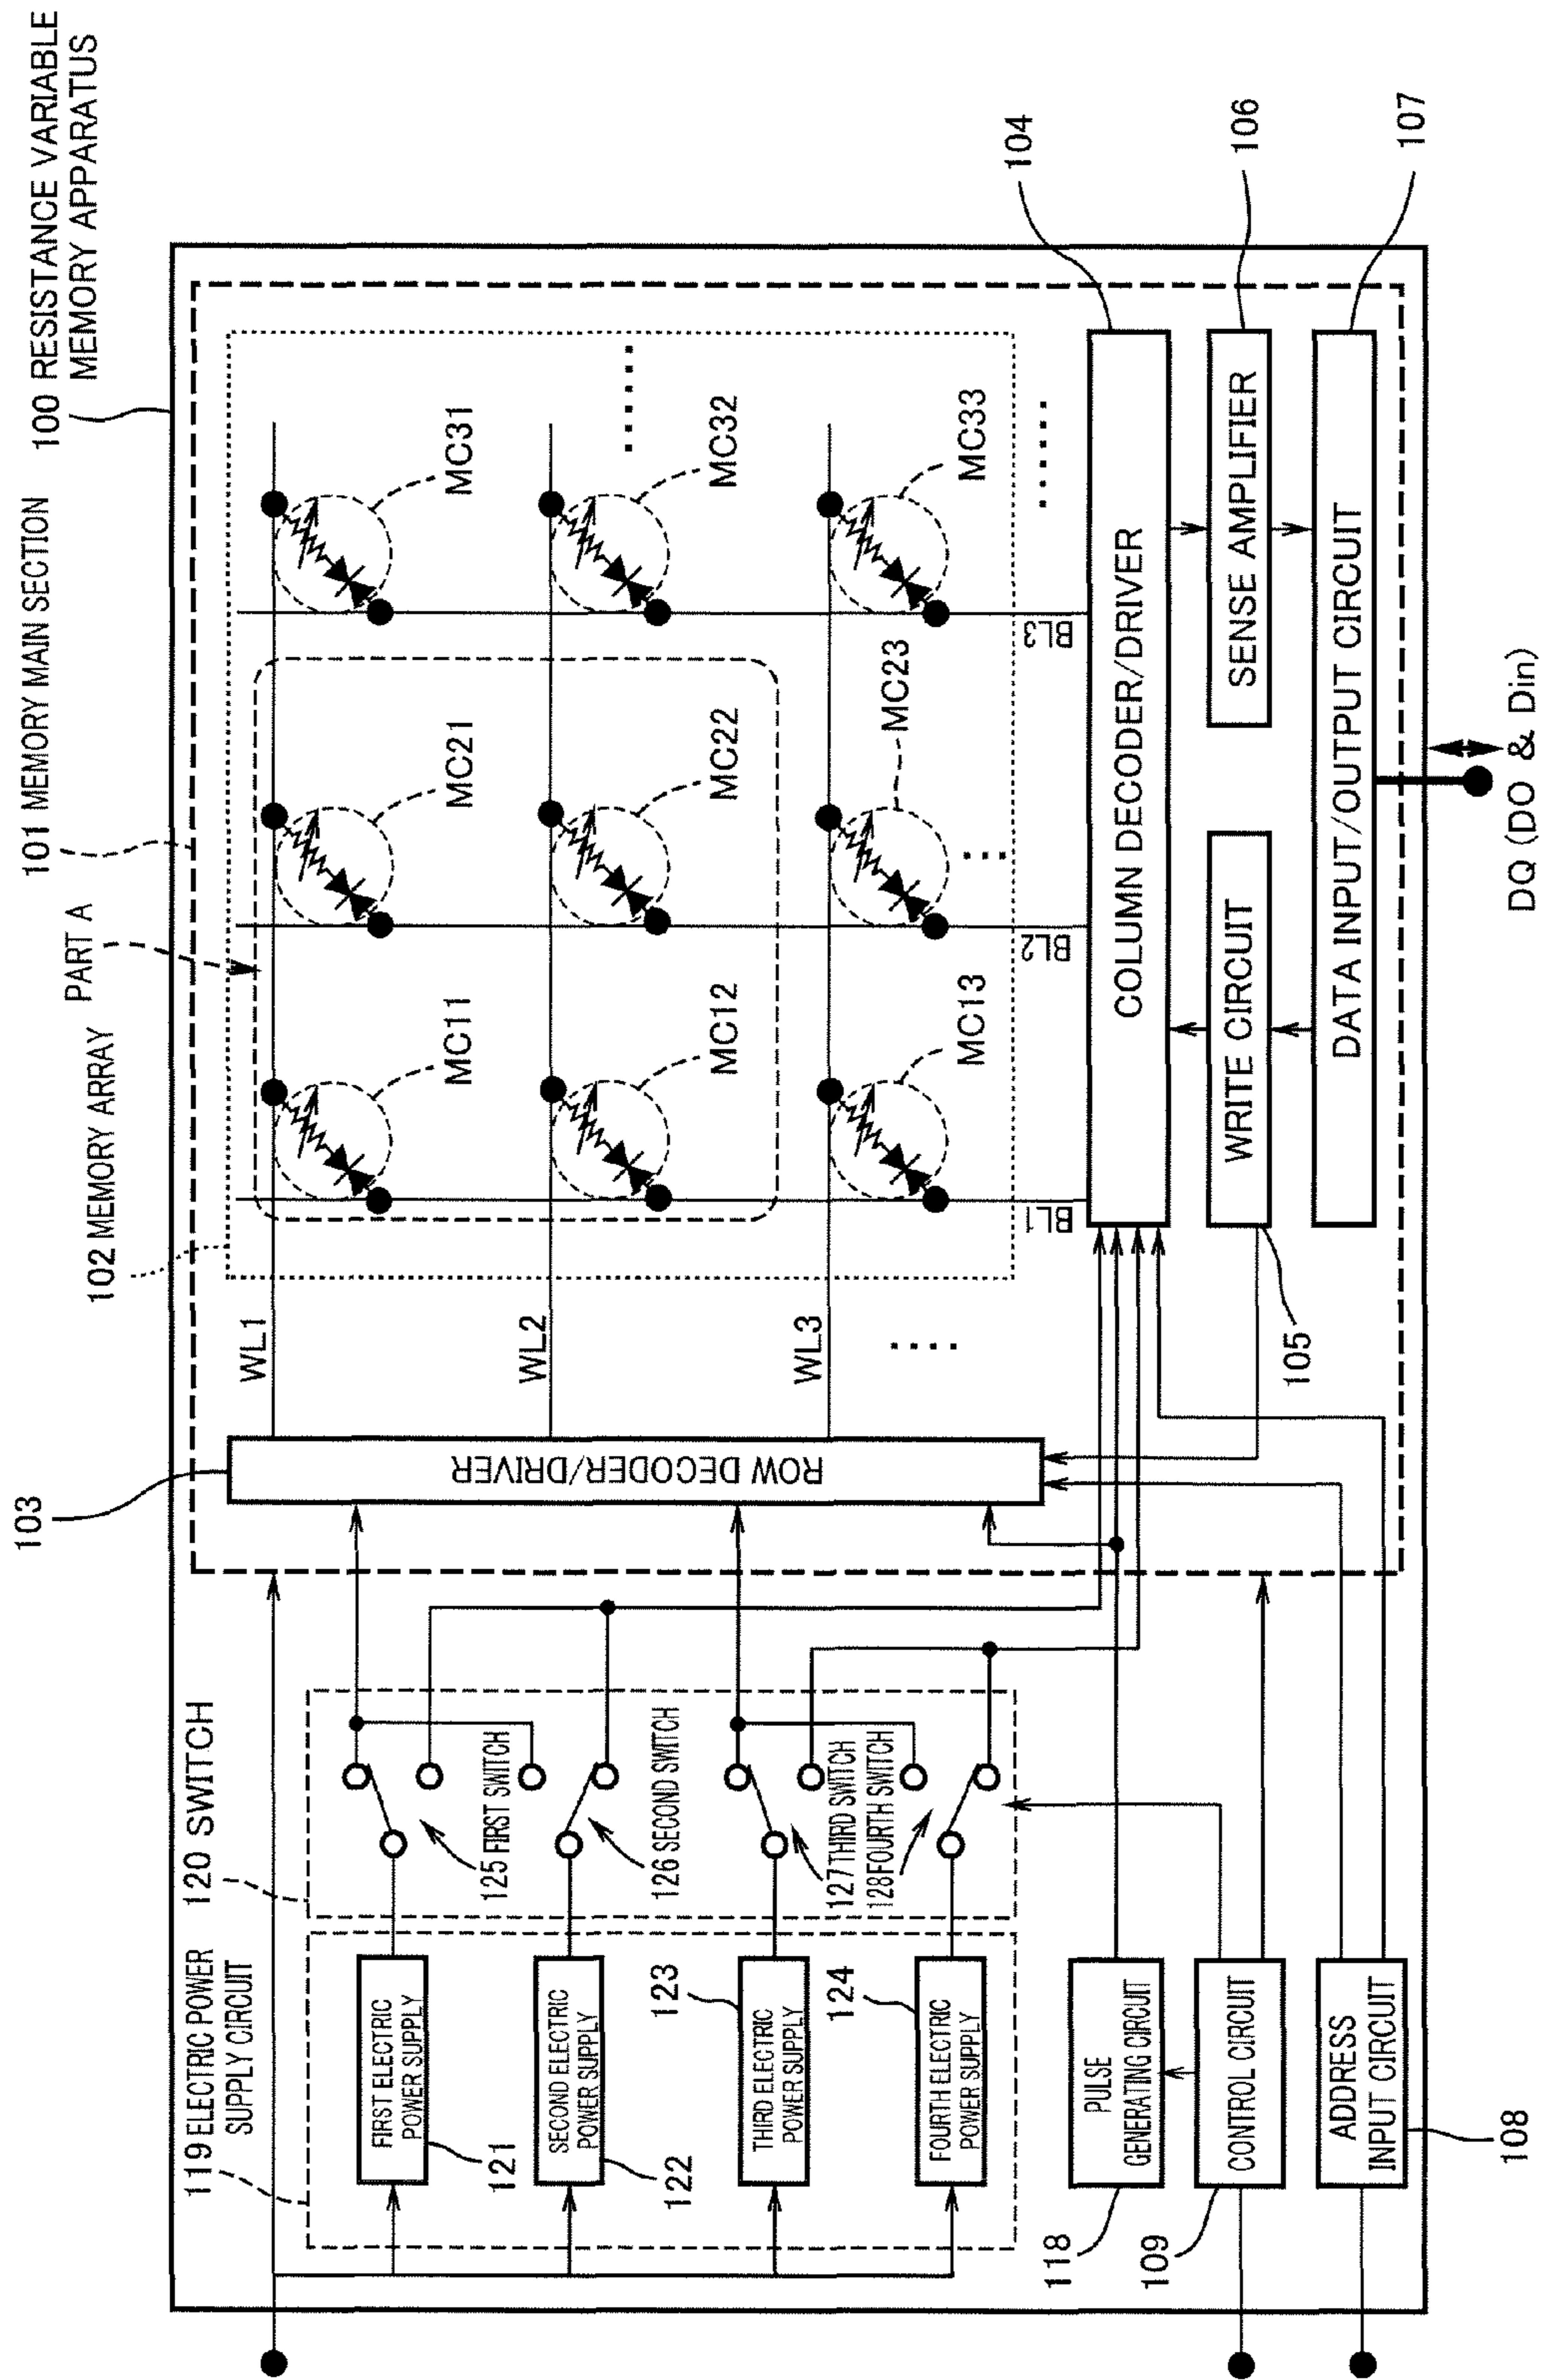 100 RESISTANCE VARIABLE
MEMORY APPARATUS
101 MEMORY MAIN SECTION
PART A
102 MEMORY ARRAY
103
120 SWITCH
119 ELECTRIC POWER
SUPPLY CIRCUIT
WL1
WL2
WL3
MC11
MC21
MC31
MC12
MC22
MC32
MC13
MC23
MC33
BL1
BL2
BL3
ROW DECODER/DRIVER
COLUMN DECODER/DRIVER
104
WRITE CIRCUIT
105
SENSE AMPLIFIER
106
DATA INPUT/OUTPUT CIRCUIT
107
DQ (DO & Din)
125 FIRST SWITCH
126 SECOND SWITCH
127 THIRD SWITCH
128 FOURTH SWITCH
FIRST ELECTRIC
POWER SUPPLY
121
SECOND ELECTRIC
POWER SUPPLY
122
THIRD ELECTRIC
POWER SUPPLY
123
FOURTH ELECTRIC
POWER SUPPLY
124
PULSE
GENERATING CIRCUIT
118
CONTROL CIRCUIT
109
ADDRESS
INPUT CIRCUIT
108